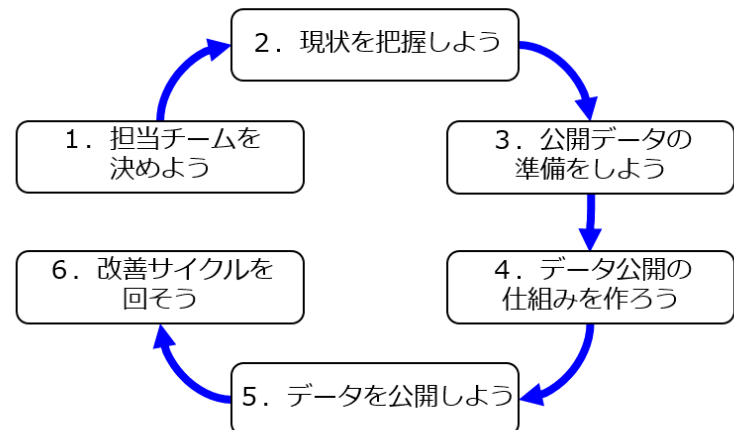 1．担当チームを
決めよう
2．現状を把握しよう
3．公開データの
準備をしよう
4．データ公開の
仕組みを作ろう
5．データを公開しよう
6．改善サイクルを
回そう